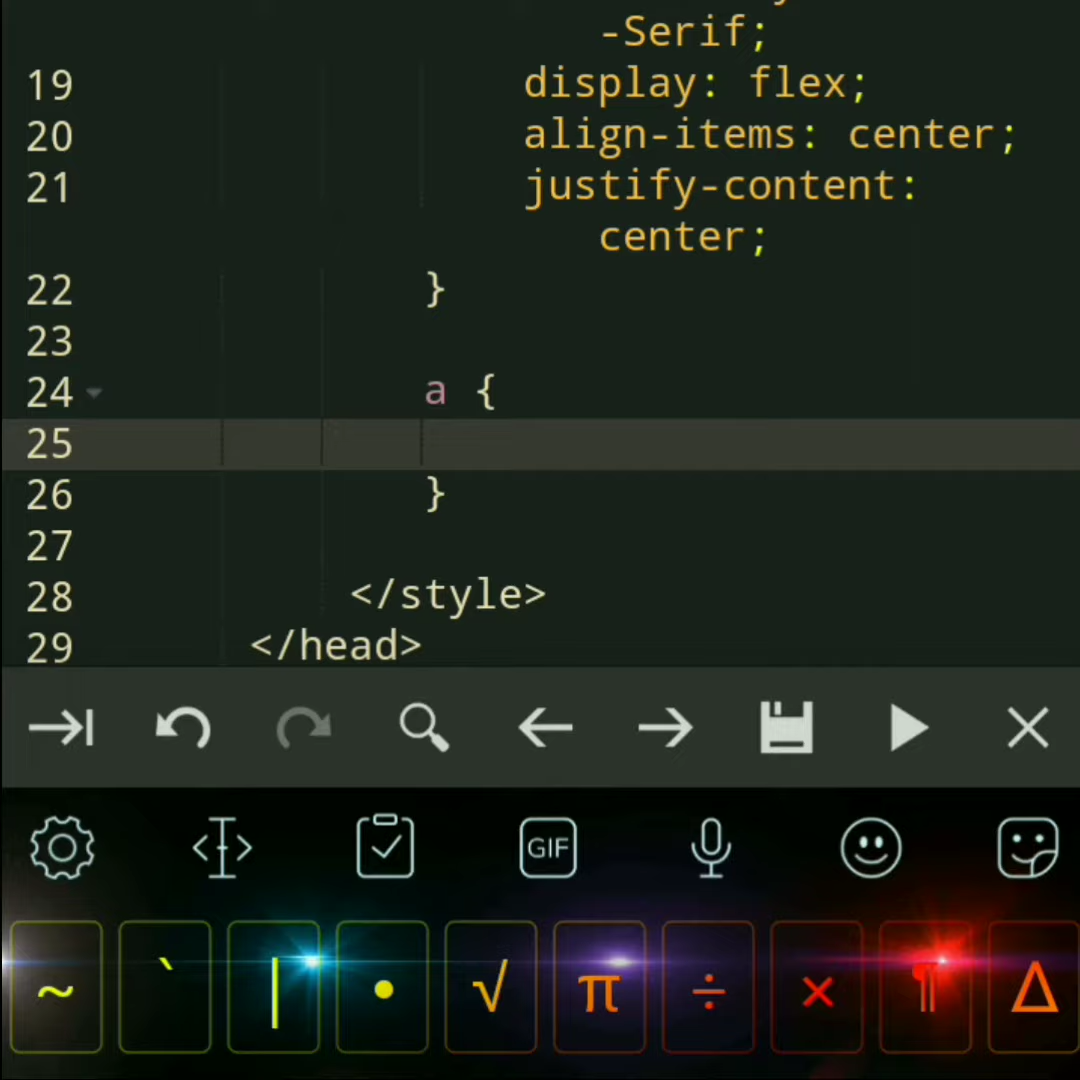 -Serif;
19 display: flex;
20 align-items: center;
21 justify-content:
center;
22 }
23
24 a {
25
26 }
27
28 </style>
29 </head>
GIF
~ ` | • √ π ÷ × ¶ Δ